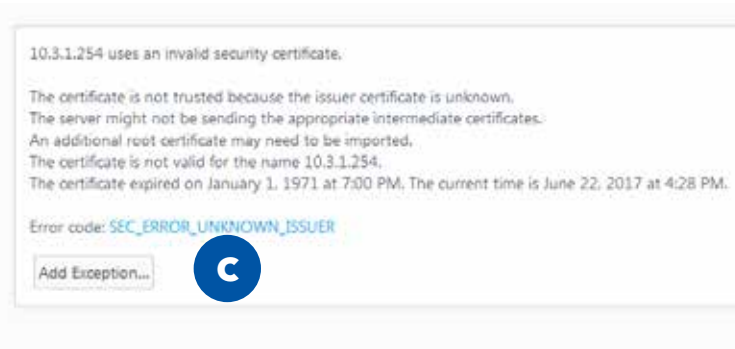 10.3.1.254 uses an invalid security certificate.
The certificate is not trusted because the issuer certificate is unknown.
The server might not be sending the appropriate intermediate certificates.
An additional root certificate may need to be imported.
The certificate is not valid for the name 10.3.1.254.
The certificate expired on January 1, 1971 at 7:00 PM. The current time is June 22, 2017 at 4:28 PM.
Error code: SEC_ERROR_UNKNOWN_ISSUER
Add Exception...
C